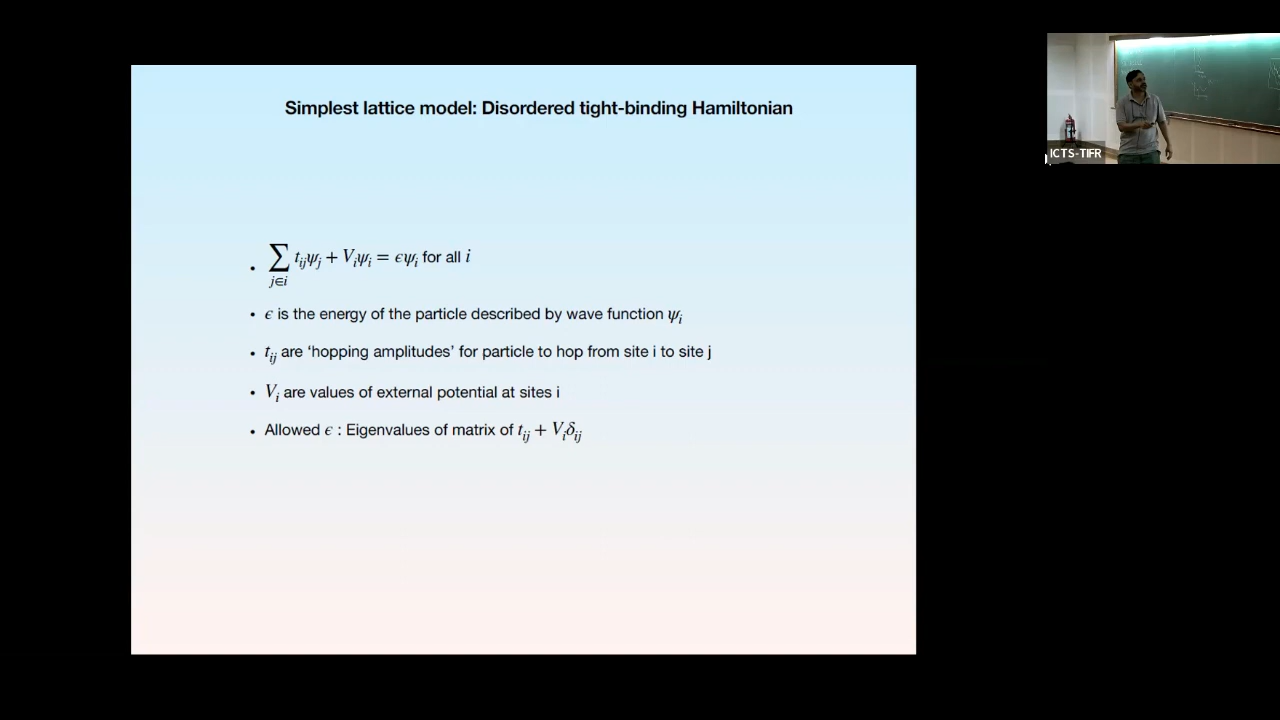 Simplest lattice model: Disordered tight-binding Hamiltonian
• ∑_{j∈i} t_{ij}ψ_j + V_iψ_i = ϵψ_i for all i
• ϵ is the energy of the particle described by wave function ψ_i
• t_{ij} are ‘hopping amplitudes’ for particle to hop from site i to site j
• V_i are values of external potential at sites i
• Allowed ϵ : Eigenvalues of matrix of t_{ij} + V_iδ_{ij}
ICTS-TIFR